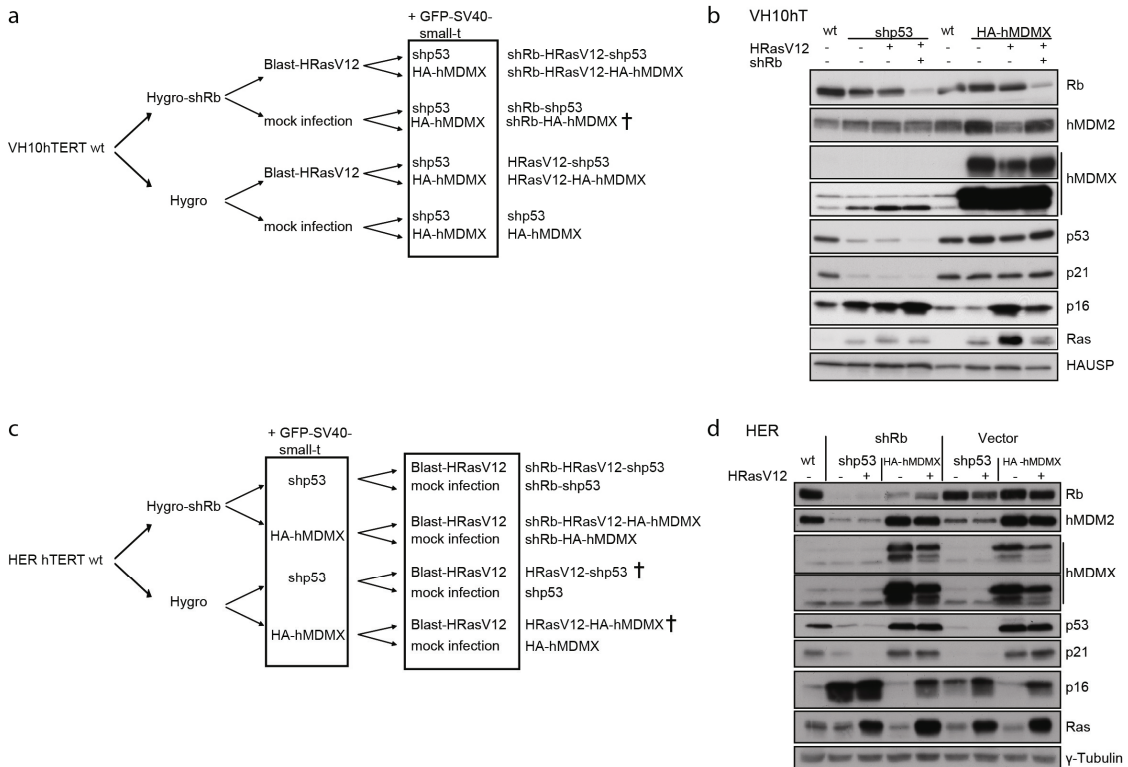 a
+ GFP-SV40-
small-t
VH10hTERT wt
Hygro-shRb
Hygro
Blast-HRasV12
mock infection
Blast-HRasV12
mock infection
shp53 shRb-HRasV12-shp53
HA-hMDMX shRb-HRasV12-HA-hMDMX
shp53 shRb-shp53
HA-hMDMX shRb-HA-hMDMX †
shp53 HRasV12-shp53
HA-hMDMX HRasV12-HA-hMDMX
shp53 shp53
HA-hMDMX HA-hMDMX
b
VH10hT
wt shp53 wt HA-hMDMX
HRasV12 - - + + - - + +
shRb + +
Rb
hMDM2
hMDMX
p53
p21
p16
Ras
HAUSP
c
+ GFP-SV40-
small-t
HER hTERT wt
Hygro-shRb
Hygro
shp53
HA-hMDMX
shp53
HA-hMDMX
Blast-HRasV12 shRb-HRasV12-shp53
mock infection shRb-shp53
Blast-HRasV12 shRb-HRasV12-HA-hMDMX
mock infection shRb-HA-hMDMX
Blast-HRasV12 HRasV12-shp53 †
mock infection shp53
Blast-HRasV12 HRasV12-HA-hMDMX †
mock infection HA-hMDMX
d
HER
shRb Vector
wt shp53 HA-hMDMX shp53 HA-hMDMX
HRasV12 - - + - + - + - +
Rb
hMDM2
hMDMX
p53
p21
p16
Ras
γ-Tubulin